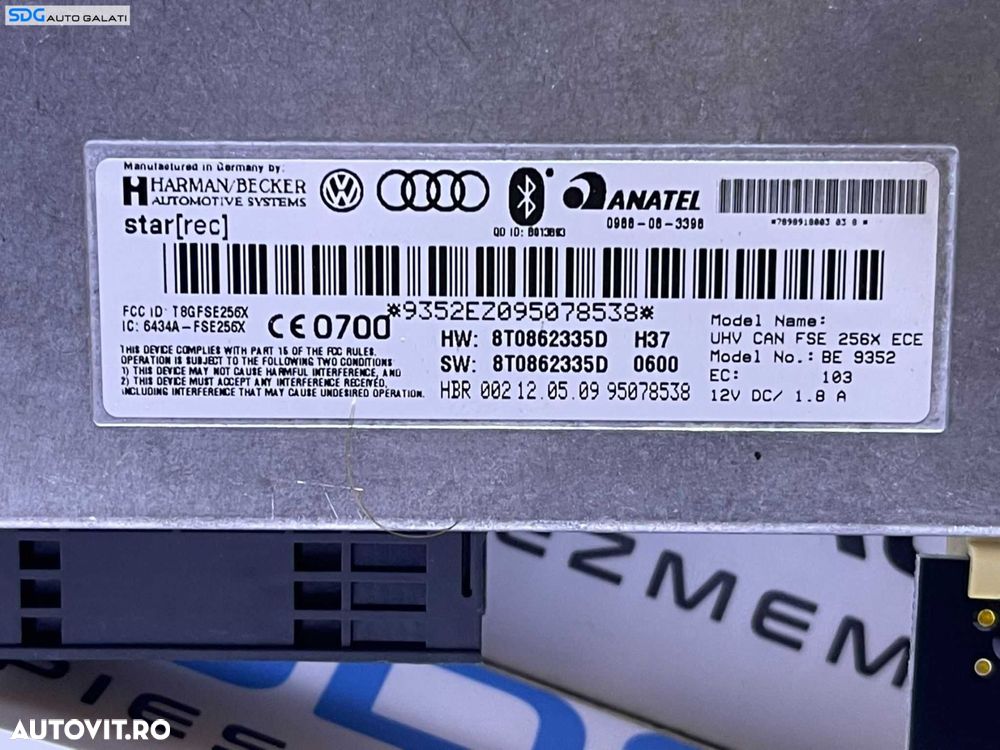 SDG AUTO GALATI
Manufactured in Germany by:
HARMAN/BECKER
AUTOMOTIVE SYSTEMS
star[rec]
ANATEL
0988-08-3398
QD ID: B013893
*9352EZ095078538*
FCC ID: T8GFSE256X
IC: 6434A-FSE256X
CE 0700
THIS DEVICE COMPLIES WITH PART 15 OF THE FCC RULES.
OPERATION IS SUBJECT TO THE FOLLOWING TWO CONDITIONS:
1) THIS DEVICE MAY NOT CAUSE HARMFUL INTERFERENCE, AND
2) THIS DEVICE MUST ACCEPT ANY INTERFERENCE RECEIVED,
INCLUDING INTERFERENCE THAT MAY CAUSE UNDESIRED OPERATION.
HW: 8T0862335D H37
SW: 8T0862335D 0600
HBR 002 12.05.09 95078538
Model Name:
UHV CAN FSE 256X ECE
Model No.: BE 9352
EC: 103
12V DC/ 1.8 A
EZMEM
AUTOVIT.RO